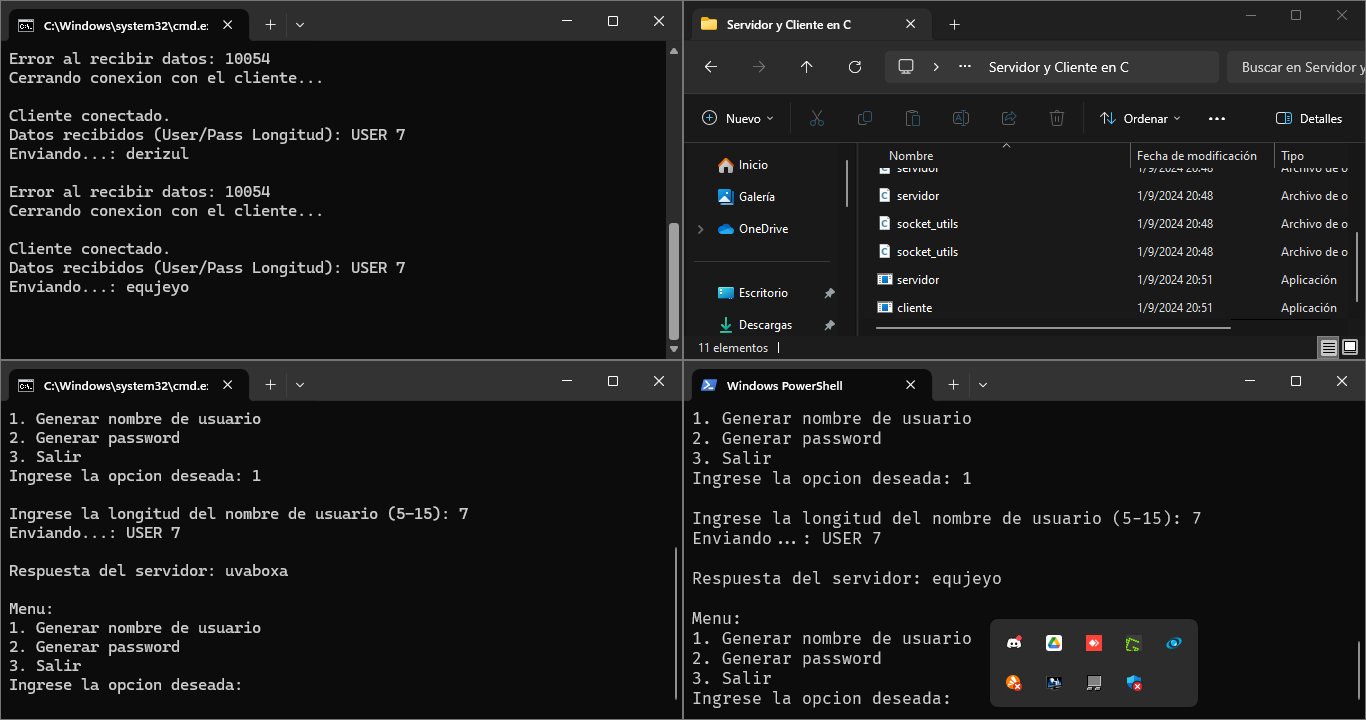 C:\Windows\system32\cmd.e
Error al recibir datos: 10054
Cerrando conexion con el cliente...
Cliente conectado.
Datos recibidos (User/Pass Longitud): USER 7
Enviando...: derizul
Error al recibir datos: 10054
Cerrando conexion con el cliente...
Cliente conectado.
Datos recibidos (User/Pass Longitud): USER 7
Enviando...: equjeyo
Servidor y Cliente en C
Servidor y Cliente en C
Buscar en Servidor y
Nuevo
Ordenar
Detalles
Inicio
Galería
OneDrive
Escritorio
Descargas
Nombre Fecha de modificación Tipo
servidor 1/9/2024 20:48 Archivo de o
servidor 1/9/2024 20:48 Archivo de o
socket_utils 1/9/2024 20:48 Archivo de o
socket_utils 1/9/2024 20:48 Archivo de o
servidor 1/9/2024 20:51 Aplicación
cliente 1/9/2024 20:51 Aplicación
11 elementos
C:\Windows\system32\cmd.e
1. Generar nombre de usuario
2. Generar password
3. Salir
Ingrese la opcion deseada: 1
Ingrese la longitud del nombre de usuario (5-15): 7
Enviando...: USER 7
Respuesta del servidor: uvaboxa
Menu:
1. Generar nombre de usuario
2. Generar password
3. Salir
Ingrese la opcion deseada:
Windows PowerShell
1. Generar nombre de usuario
2. Generar password
3. Salir
Ingrese la opcion deseada: 1
Ingrese la longitud del nombre de usuario (5-15): 7
Enviando...: USER 7
Respuesta del servidor: equjeyo
Menu:
1. Generar nombre de usuario
2. Generar password
3. Salir
Ingrese la opcion deseada: